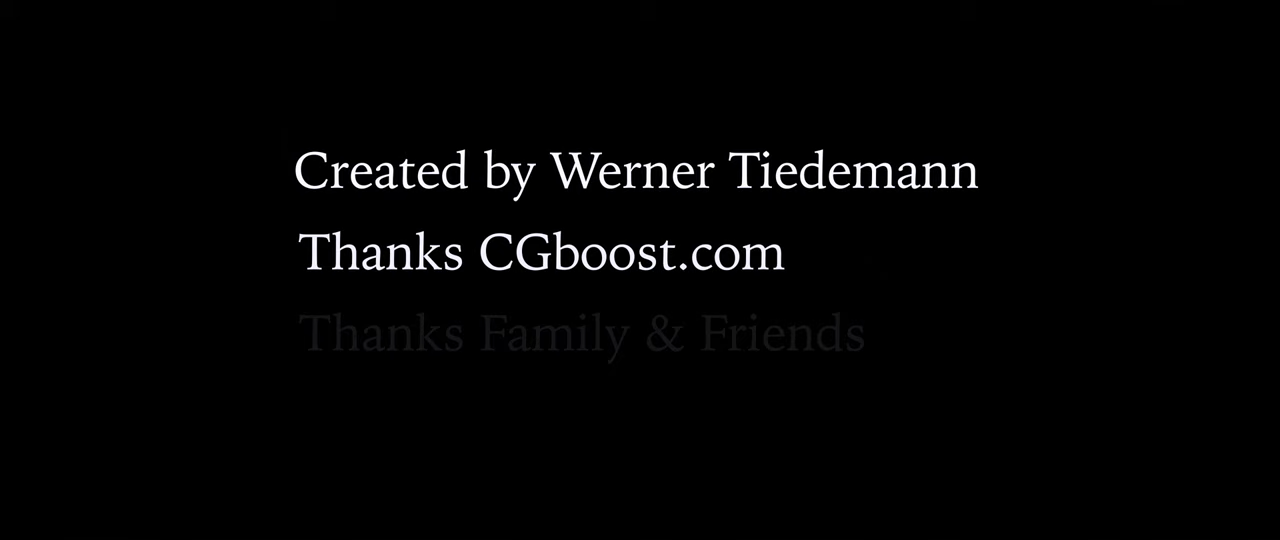 Created by Werner Tiedemann
Thanks CGboost.com
Thanks Family & Friends